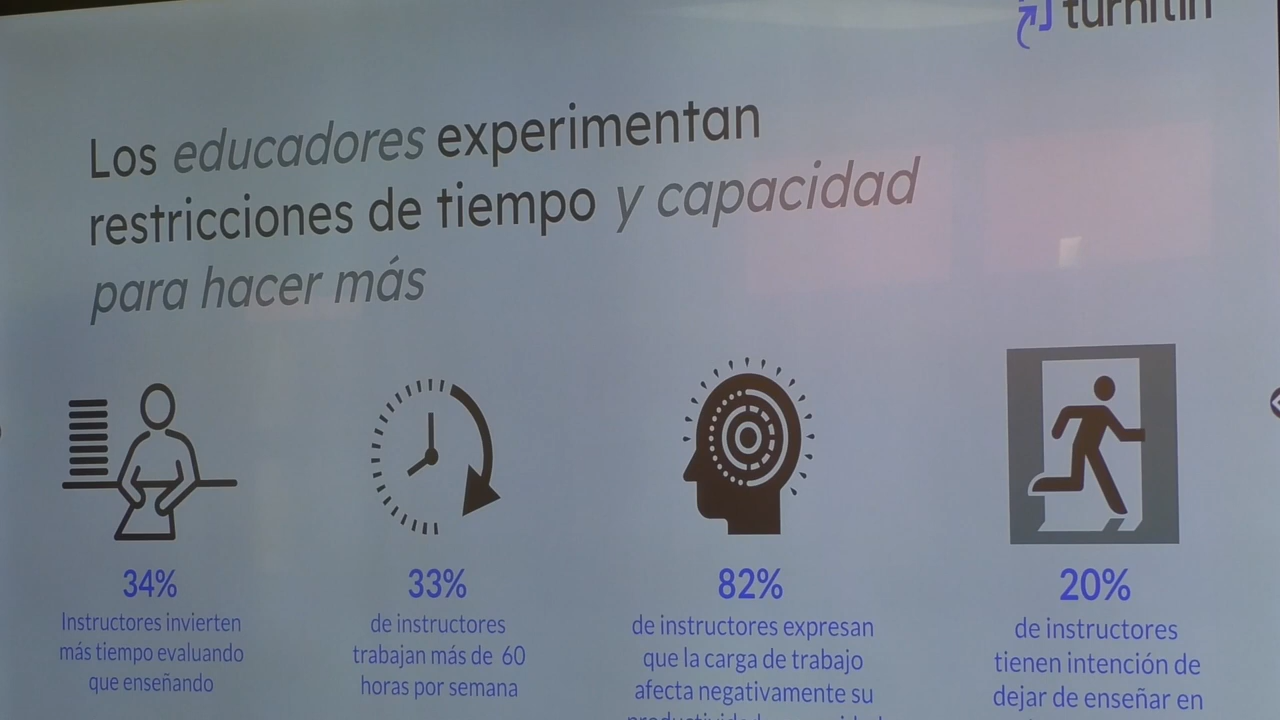 turnitin
Los educadores experimentan
restricciones de tiempo y capacidad
para hacer más
34%
Instructores invierten
más tiempo evaluando
que enseñando
33%
de instructores
trabajan más de 60
horas por semana
82%
de instructores expresan
que la carga de trabajo
afecta negativamente su
20%
de instructores
tienen intención de
dejar de enseñar en